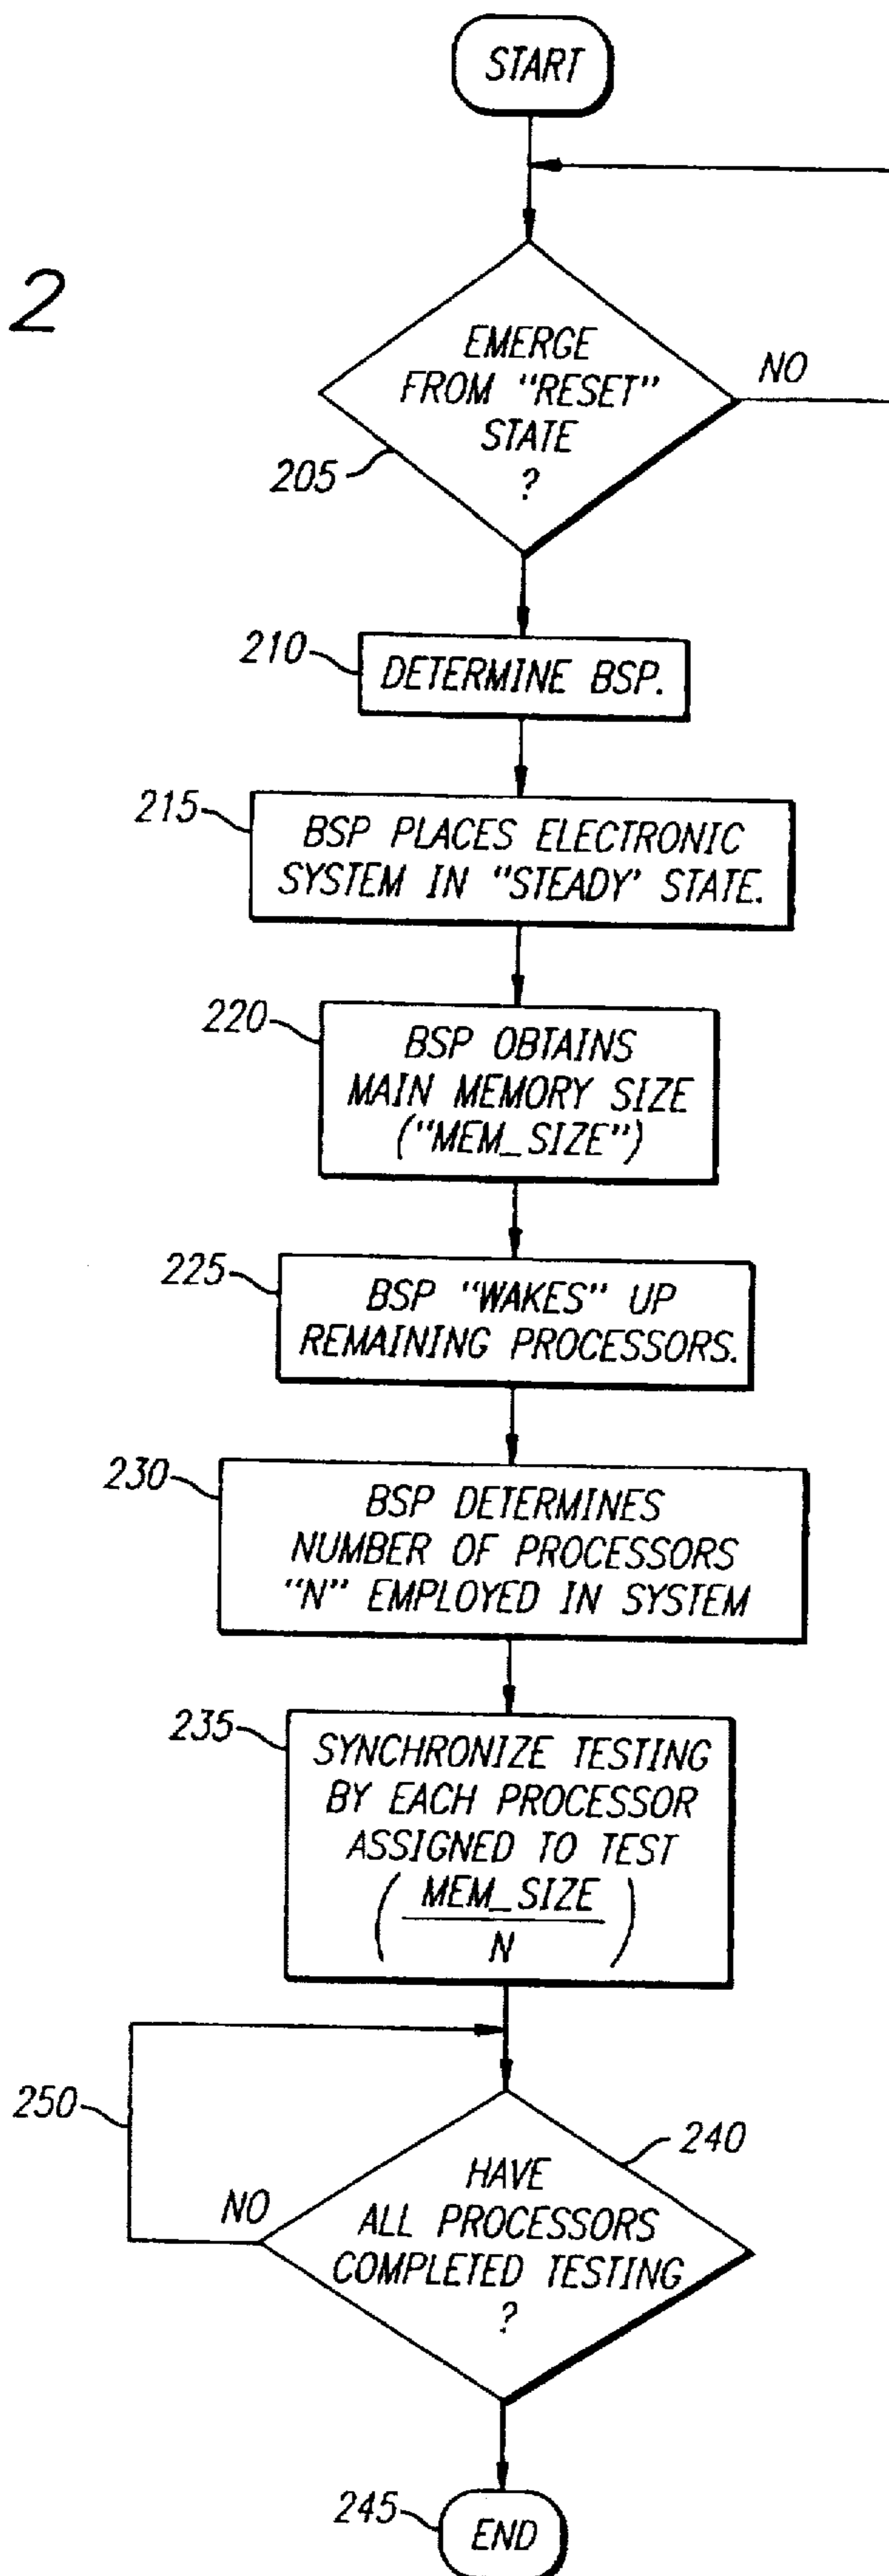 START
2
EMERGE
FROM "RESET"
STATE
?
NO
205
210
DETERMINE BSP.
215
BSP PLACES ELECTRONIC
SYSTEM IN "STEADY' STATE.
220
BSP OBTAINS
MAIN MEMORY SIZE
("MEM_SIZE")
225
BSP "WAKES" UP
REMAINING PROCESSORS.
230
BSP DETERMINES
NUMBER OF PROCESSORS
"N" EMPLOYED IN SYSTEM
235
SYNCHRONIZE TESTING
BY EACH PROCESSOR
ASSIGNED TO TEST
( MEM_SIZE
N )
250
NO
240
HAVE
ALL PROCESSORS
COMPLETED TESTING
?
245
END